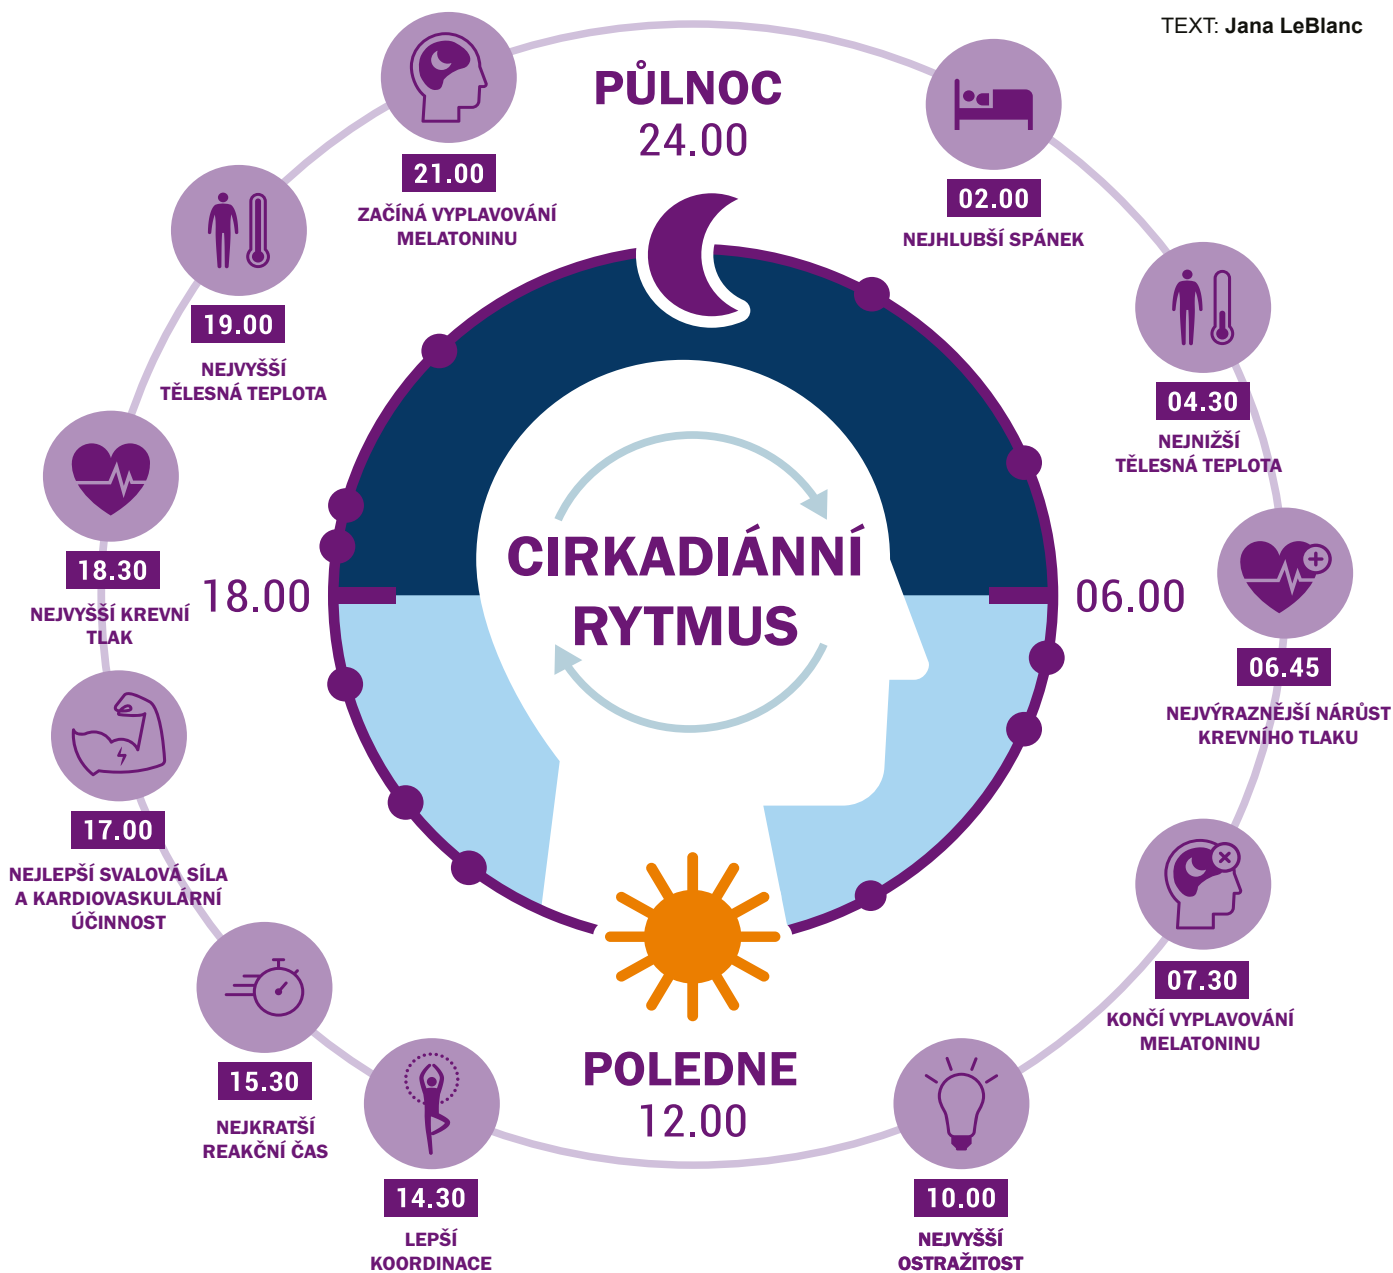 TEXT: Jana LeBlanc
PŮLNOC
24.00
02.00
NEJHLUBŠÍ SPÁNEK
04.30
NEJNIŽŠÍ
TĚLESNÁ TEPLOTA
06.00
06.45
NEJVÝRAZNĚJŠÍ NÁRŮST
KREVNÍHO TLAKU
07.30
KONČÍ VYPLAVOVÁNÍ
MELATONINU
10.00
NEJVYŠŠÍ
OSTRAŽITOST
POLEDNE
12.00
14.30
LEPŠÍ
KOORDINACE
15.30
NEJKRATŠÍ
REAKČNÍ ČAS
17.00
NEJLEPŠÍ SVALOVÁ SÍLA
A KARDIOVASKULÁRNÍ
ÚČINNOST
18.00
18.30
NEJVYŠŠÍ KREVNÍ
TLAK
19.00
NEJVYŠŠÍ
TĚLESNÁ TEPLOTA
21.00
ZAČÍNÁ VYPLAVOVÁNÍ
MELATONINU
CIRKADIÁNNÍ
RYTMUS